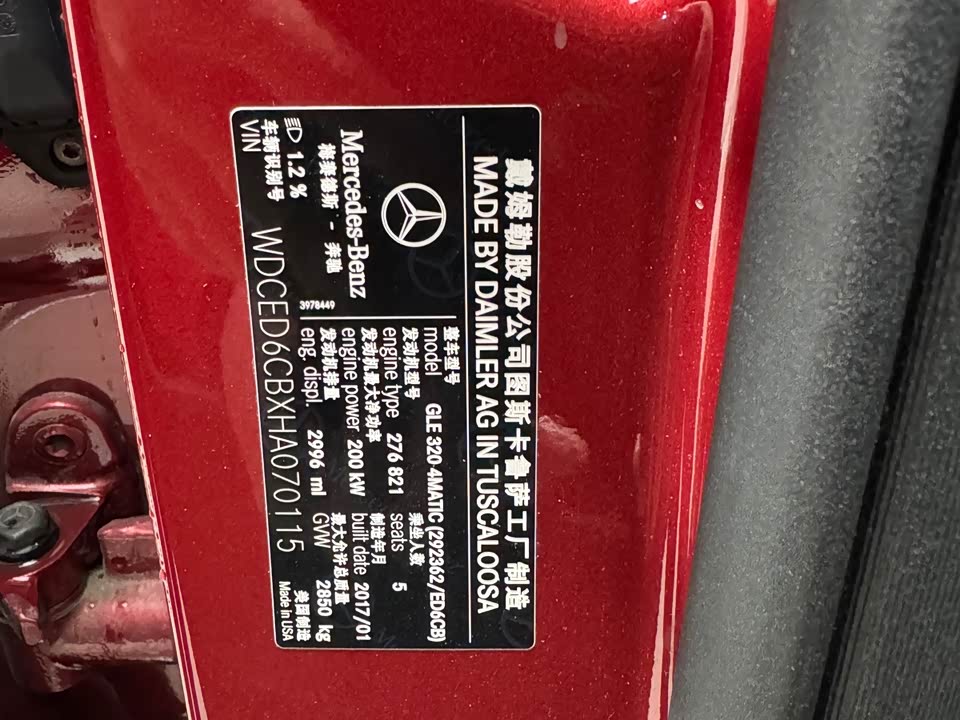 戴姆勒股份公司图斯卡鲁萨工厂制造
MADE BY DAIMLER AG IN TUSCALOOSA
Mercedes-Benz
梅赛德斯 - 奔驰
3978449
整车型号
model GLE 320 4MATIC (292362/ED6CB)
发动机型号 乘坐人数
engine type 276 821 seats 5
发动机最大净功率 制造年月
engine power 200 kW built date 2017/01
发动机排量 最大允许总质量
eng. displ. 2996 ml GVW 2850 kg
1.2 %
美国制造
Made In USA
车辆识别号
VIN WDCED6CBXHA070115